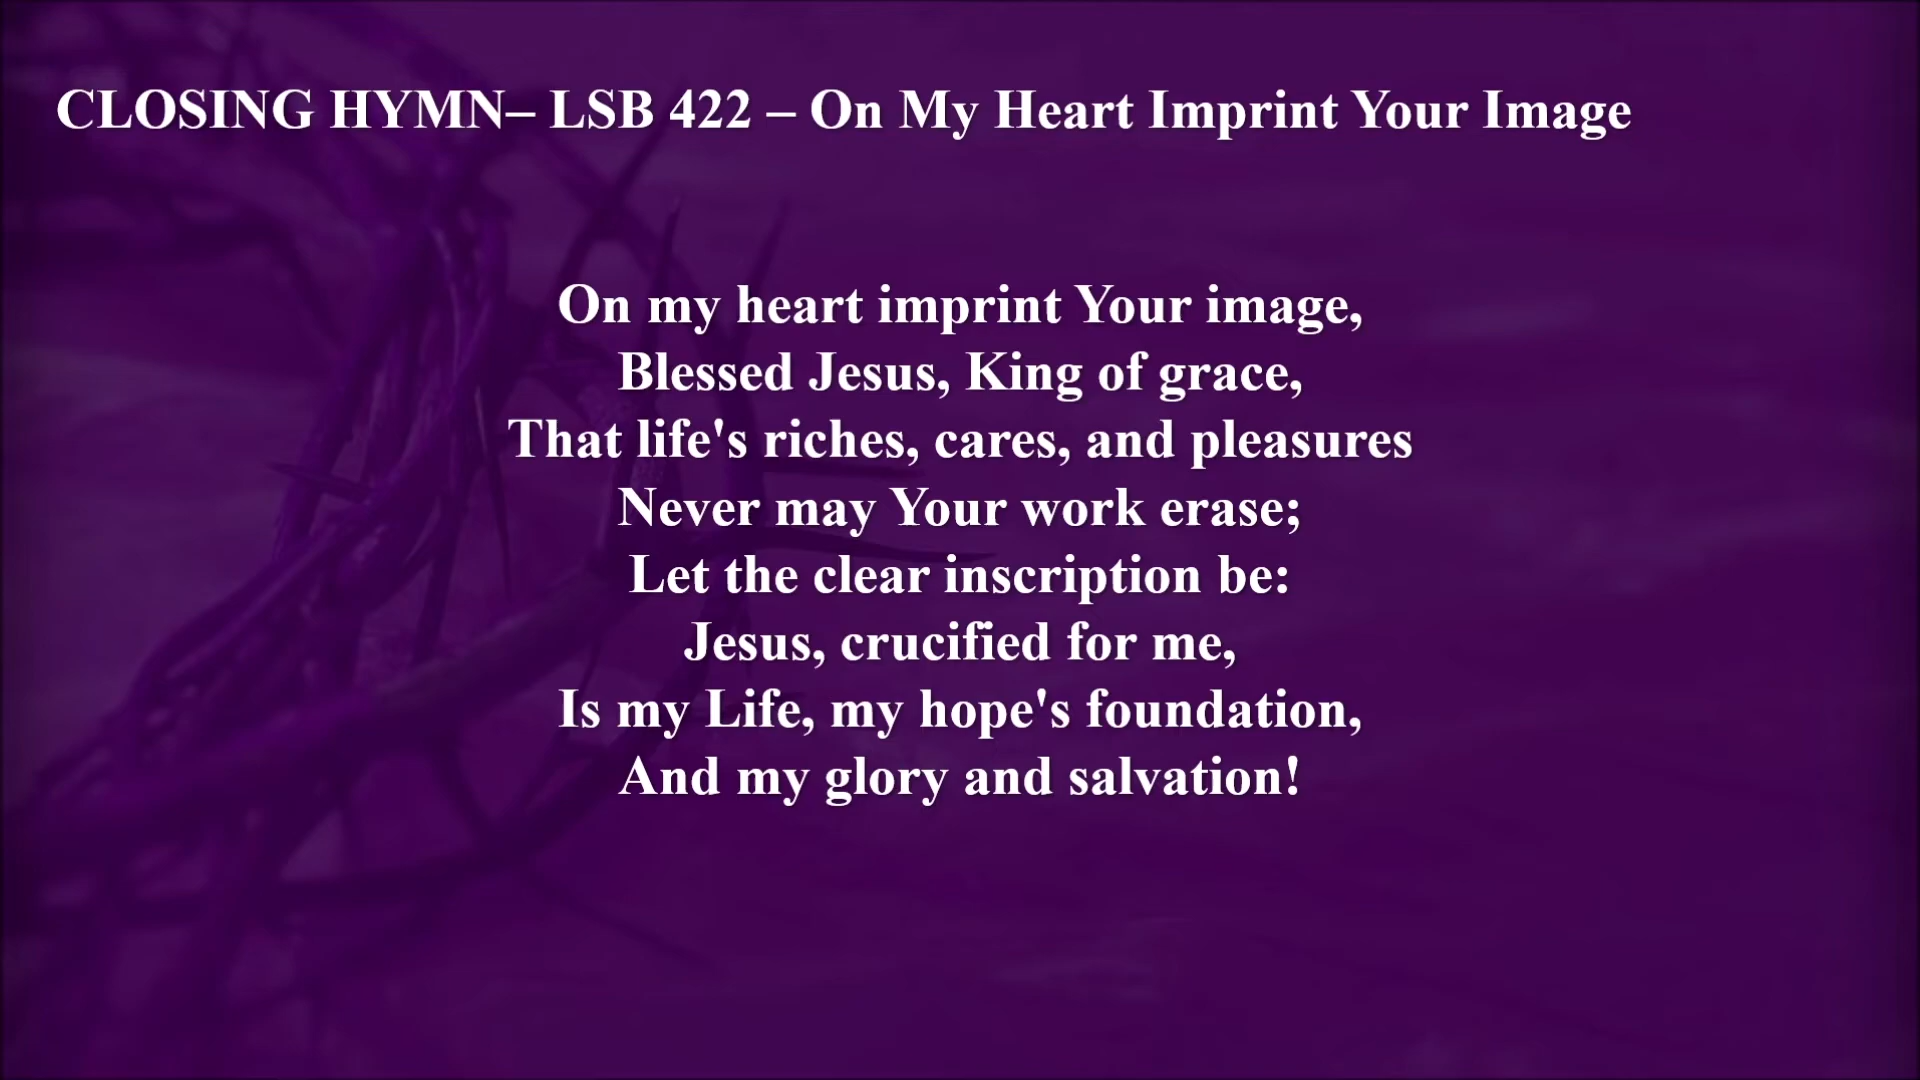 CLOSING HYMN– LSB 422 – On My Heart Imprint Your Image
On my heart imprint Your image,
Blessed Jesus, King of grace,
That life's riches, cares, and pleasures
Never may Your work erase;
Let the clear inscription be:
Jesus, crucified for me,
Is my Life, my hope's foundation,
And my glory and salvation!